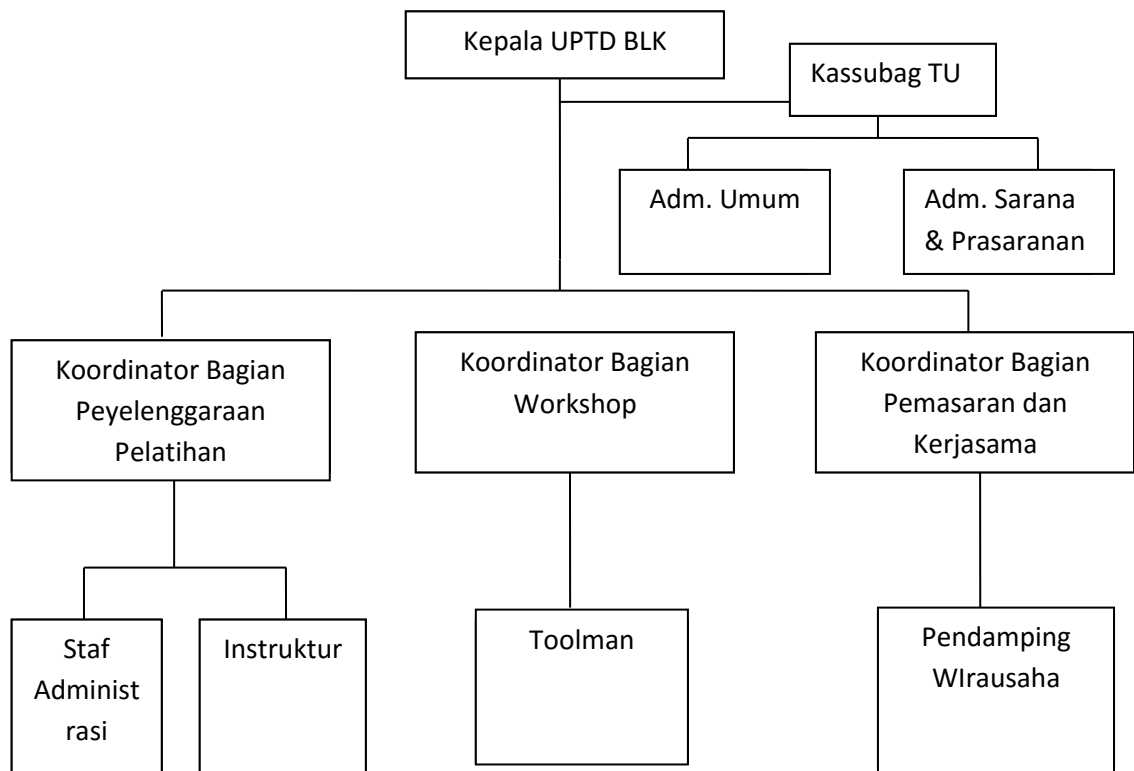 Kepala UPTD BLK
Kassubag TU
Adm. Umum
Adm. Sarana
& Prasaranan
Koordinator Bagian
Peyelenggaraan
Pelatihan
Koordinator Bagian
Workshop
Koordinator Bagian
Pemasaran dan
Kerjasama
Staf
Administ
rasi
Instruktur
Toolman
Pendamping
WIrausaha